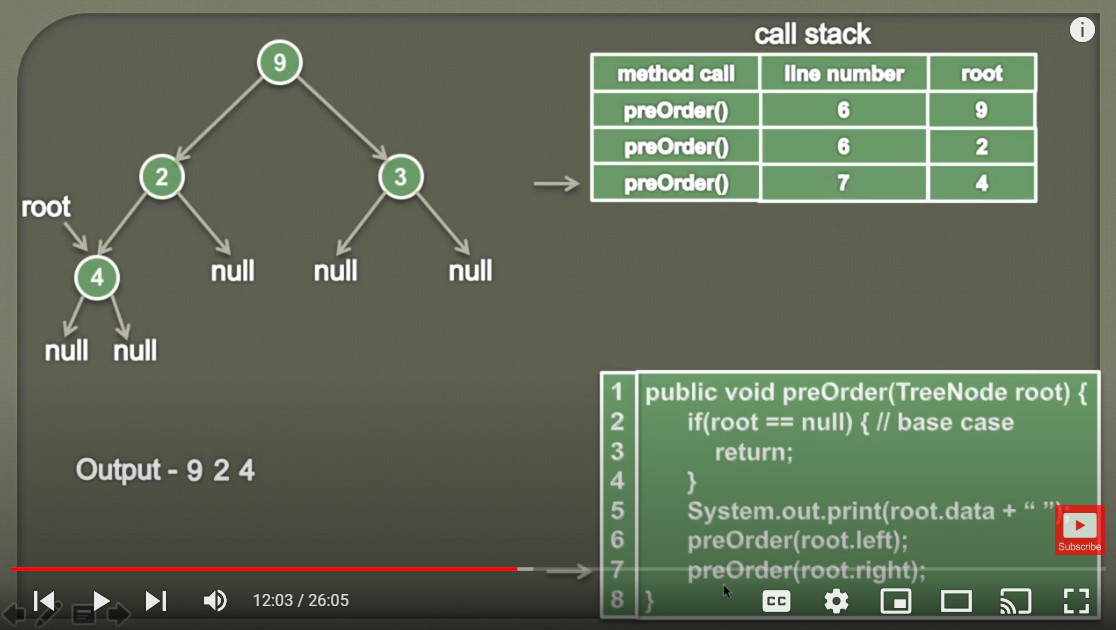 call stack
method call line number root
preOrder() 6 9
preOrder() 6 2
preOrder() 7 4
9
2 3
root
4 null null null
null null
Output - 9 2 4
1 public void preOrder(TreeNode root) {
2 if(root == null) { // base case
3 return;
4 }
5 System.out.print(root.data + “ ”);
6 preOrder(root.left);
7 preOrder(root.right);
8 }
Subscribe
12:03 / 26:05
CC
i